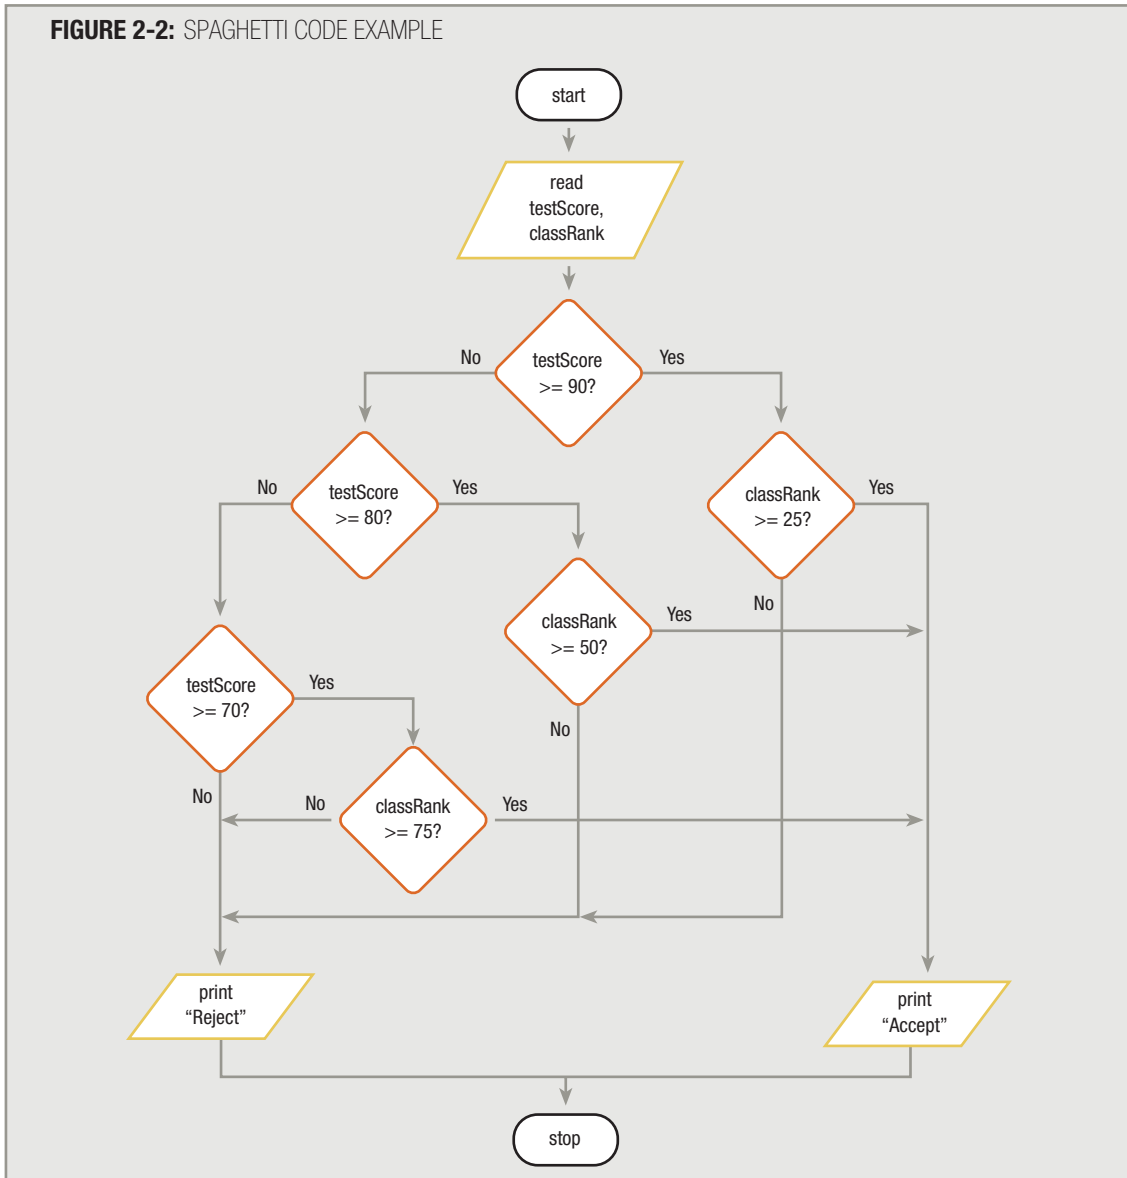 FIGURE 2-2: SPAGHETTI CODE EXAMPLE
start
read
testScore,
classRank
testScore
>= 90?
No
Yes
testScore
>= 80?
No
Yes
classRank
>= 25?
Yes
No
classRank
>= 50?
Yes
No
testScore
>= 70?
Yes
No
classRank
>= 75?
No
Yes
print
“Reject”
print
“Accept”
stop